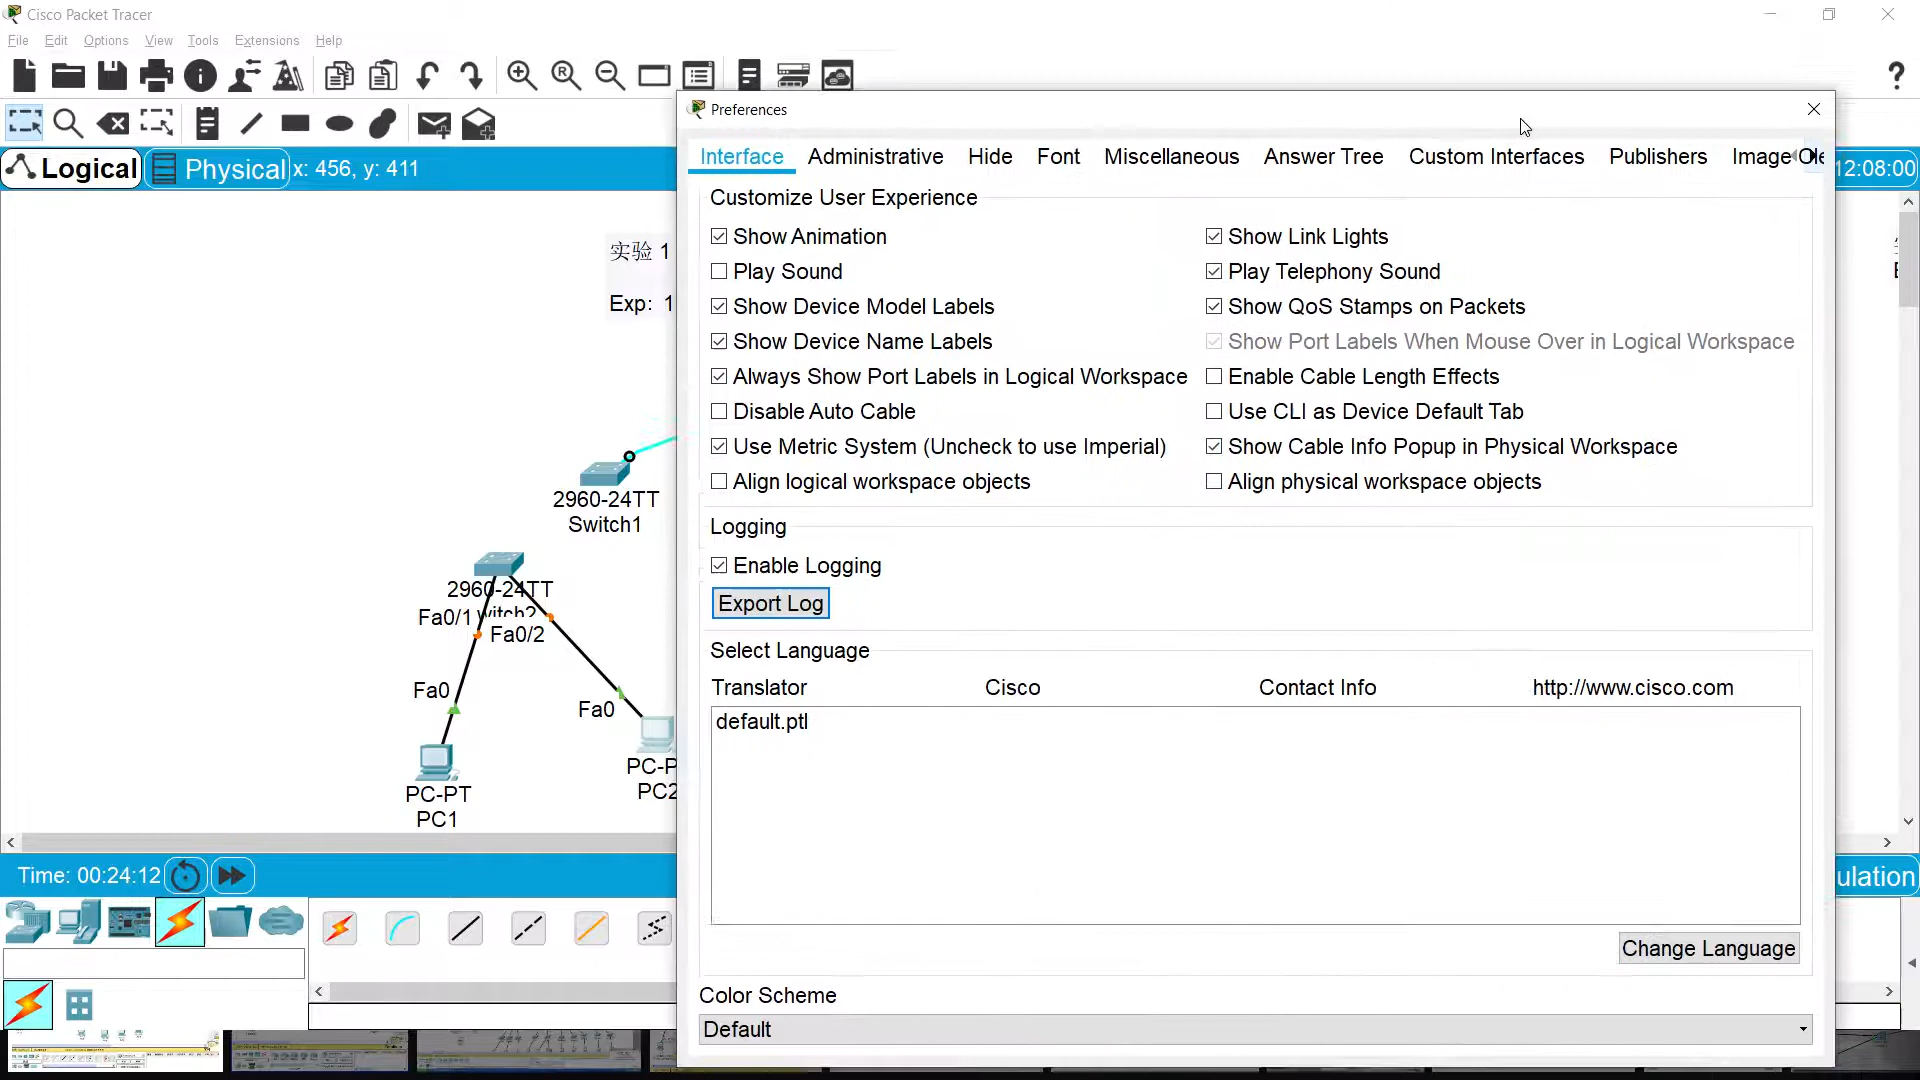 Cisco Packet Tracer
File Edit Options View Tools Extensions Help
Preferences
Logical Physical x: 456, y: 411
12:08:00
Interface Administrative Hide Font Miscellaneous Answer Tree Custom Interfaces Publishers Image
Customize User Experience
Show Animation
Show Link Lights
Play Sound
Play Telephony Sound
Show Device Model Labels
Show QoS Stamps on Packets
Show Device Name Labels
Show Port Labels When Mouse Over in Logical Workspace
Always Show Port Labels in Logical Workspace
Enable Cable Length Effects
Disable Auto Cable
Use CLI as Device Default Tab
Use Metric System (Uncheck to use Imperial)
Show Cable Info Popup in Physical Workspace
Align logical workspace objects
Align physical workspace objects
Logging
Enable Logging
Export Log
Select Language
Translator Cisco Contact Info http://www.cisco.com
default.ptl
Change Language
Color Scheme
Default
实验 1
Exp: 1
2960-24TT
Switch1
2960-24TT
Fa0/1
Fa0/2
Fa0
Fa0
PC-PT
PC1
PC-P
PC2
Time: 00:24:12
ulation